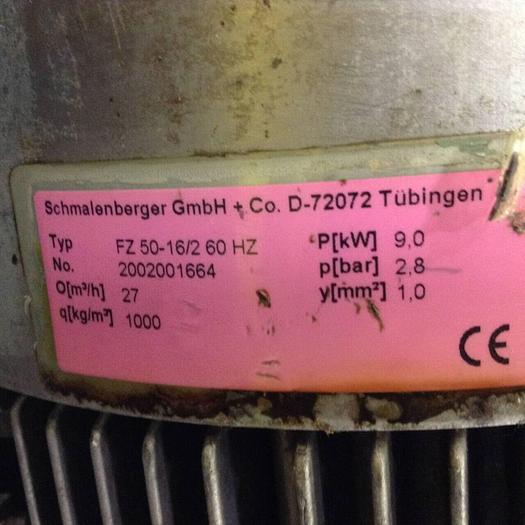 Schmalenberger GmbH + Co. D-72072 Tübingen
Typ FZ 50-16/2 60 HZ P[kW] 9,0
No. 2002001664 p[bar] 2,8
O[m³/h] 27 y[mm²] 1,0
q[kg/m³] 1000
CE